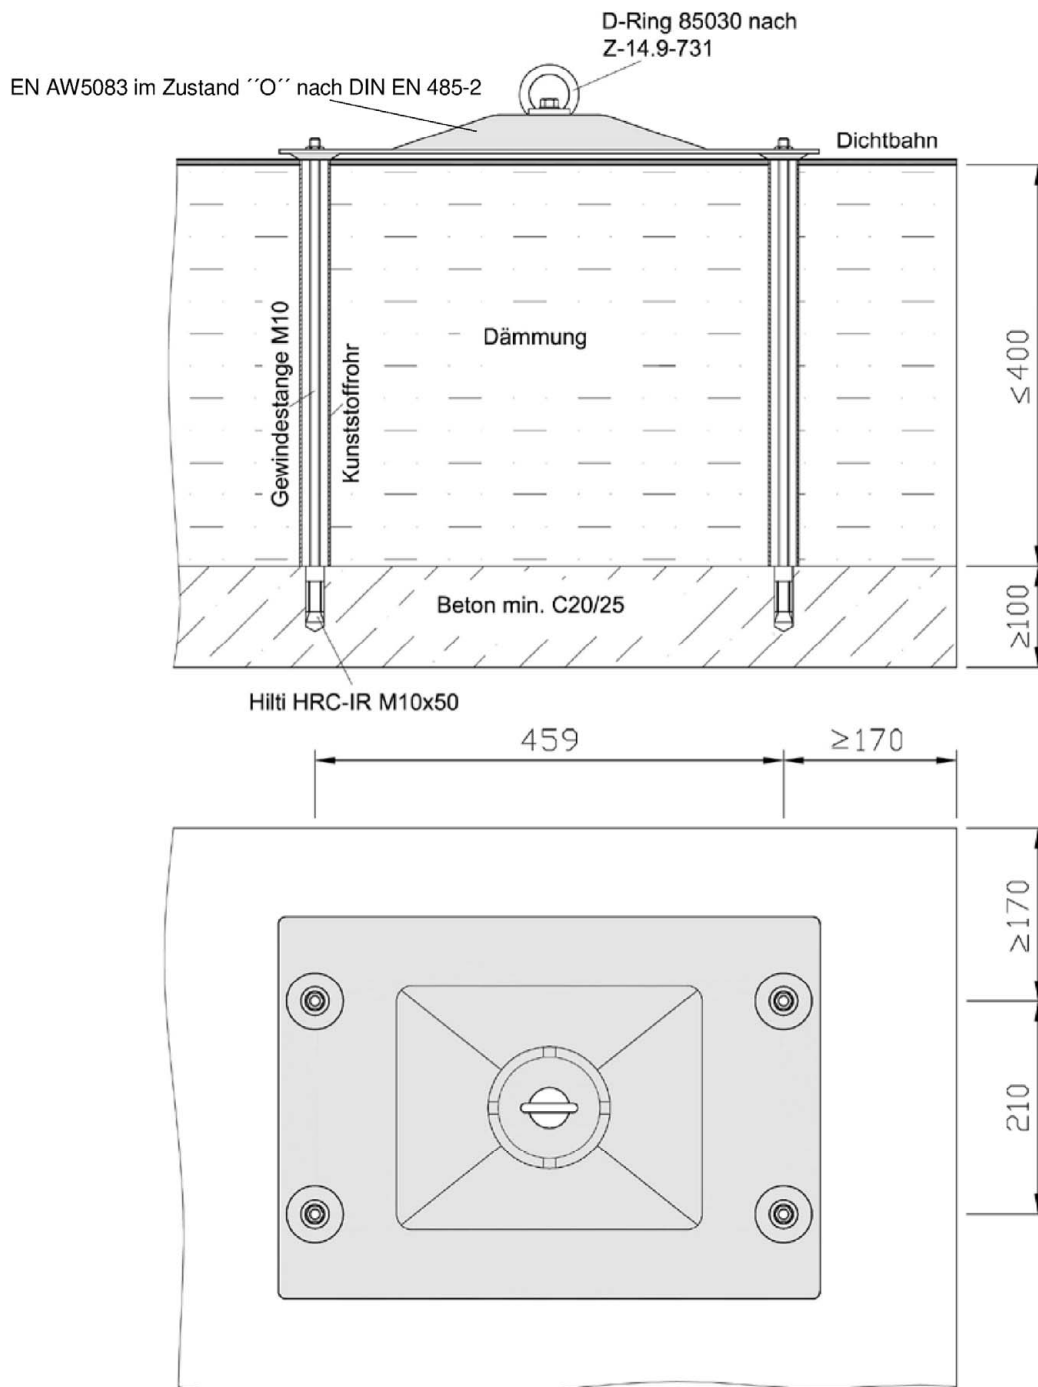 D-Ring 85030 nach
Z-14.9-731
EN AW5083 im Zustand ´´O´´ nach DIN EN 485-2
Dichtbahn
Gewindestange M10
Kunststoffrohr
Dämmung
≤400
Beton min. C20/25
≥100
Hilti HRC-IR M10x50
459
≥170
≥170
210